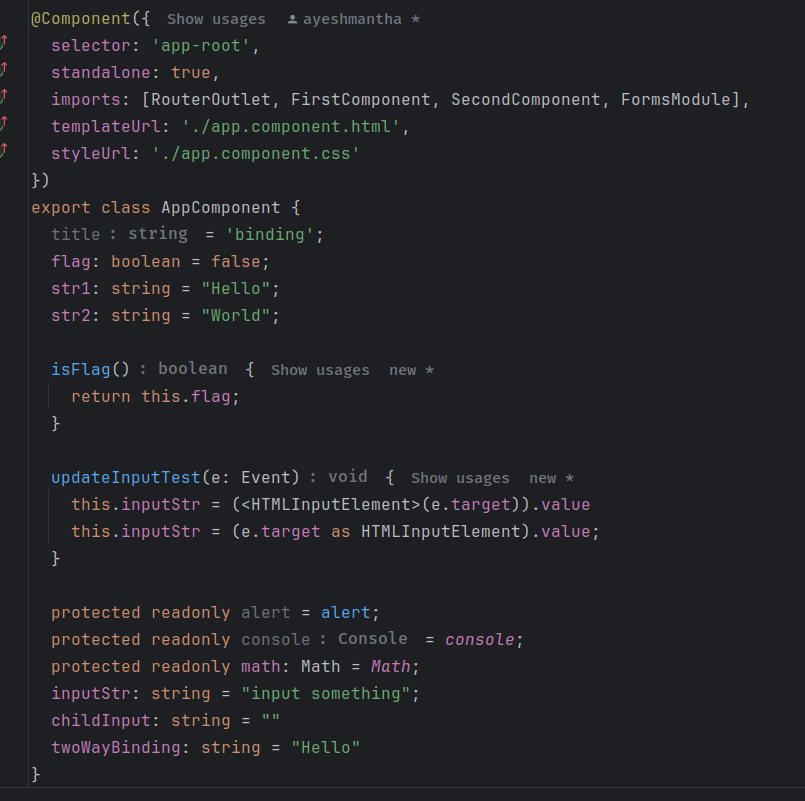 @Component({ Show usages ayeshmantha *
  selector: 'app-root',
  standalone: true,
  imports: [RouterOutlet, FirstComponent, SecondComponent, FormsModule],
  templateUrl: './app.component.html',
  styleUrl: './app.component.css'
})
export class AppComponent {
  title : string = 'binding';
  flag: boolean = false;
  str1: string = "Hello";
  str2: string = "World";
  isFlag() : boolean { Show usages new *
    return this.flag;
  }
  updateInputTest(e: Event) : void { Show usages new *
    this.inputStr = (<HTMLInputElement>(e.target)).value
    this.inputStr = (e.target as HTMLInputElement).value;
  }
  protected readonly alert = alert;
  protected readonly console : Console = console;
  protected readonly math: Math = Math;
  inputStr: string = "input something";
  childInput: string = ""
  twoWayBinding: string = "Hello"
}